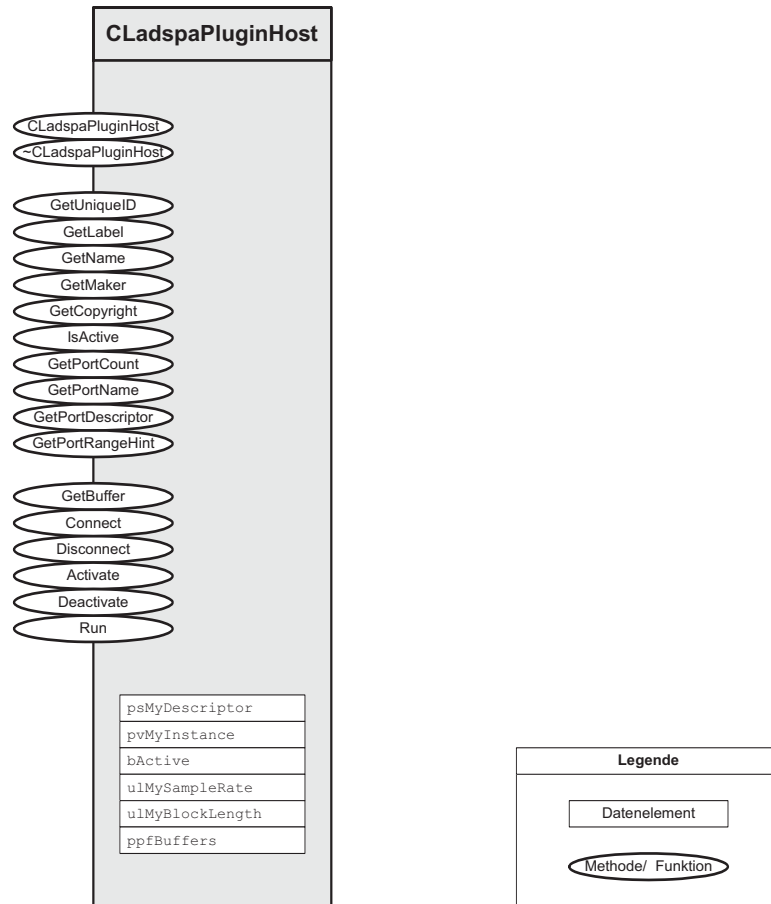 CLadspaPluginHost
CLadspaPluginHost
~CLadspaPluginHost
GetUniqueID
GetLabel
GetName
GetMaker
GetCopyright
IsActive
GetPortCount
GetPortName
GetPortDescriptor
GetPortRangeHint
GetBuffer
Connect
Disconnect
Activate
Deactivate
Run
psMyDescriptor
pvMyInstance
bActive
ulMySampleRate
ulMyBlockLength
ppfBuffers
Legende
Datenelement
Methode/ Funktion